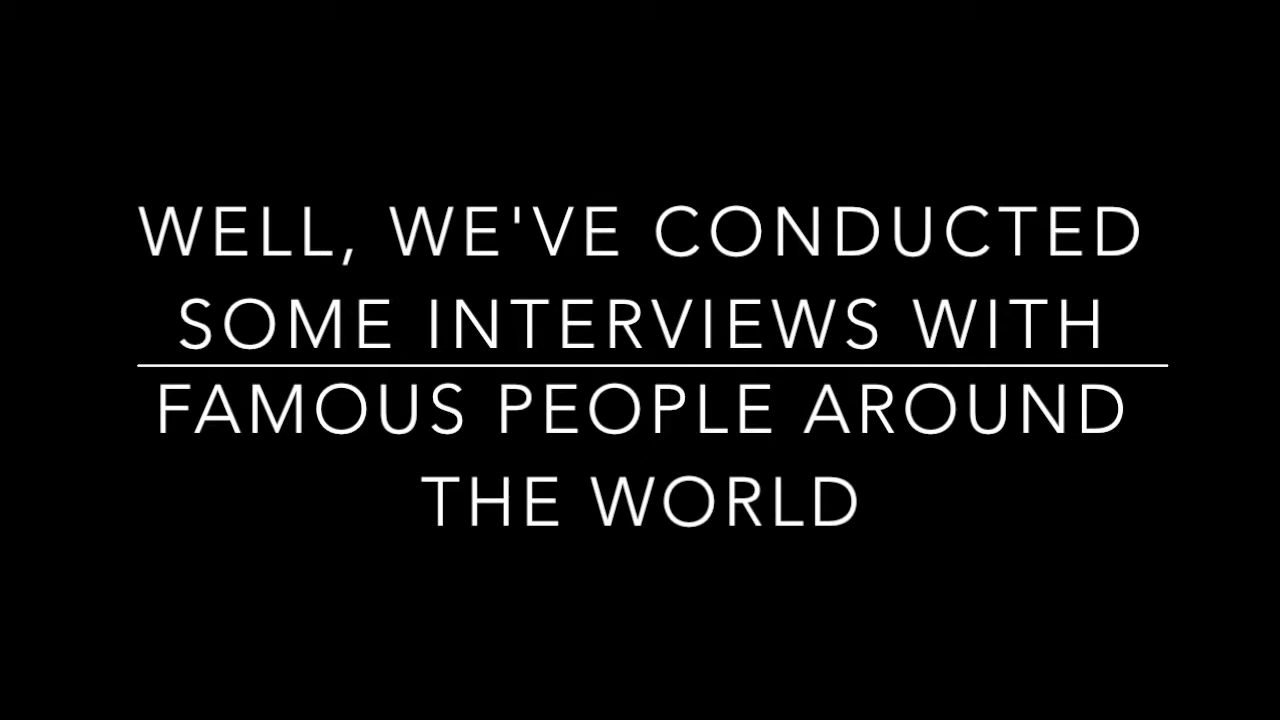 WELL, WE'VE CONDUCTED
SOME INTERVIEWS WITH
FAMOUS PEOPLE AROUND
THE WORLD